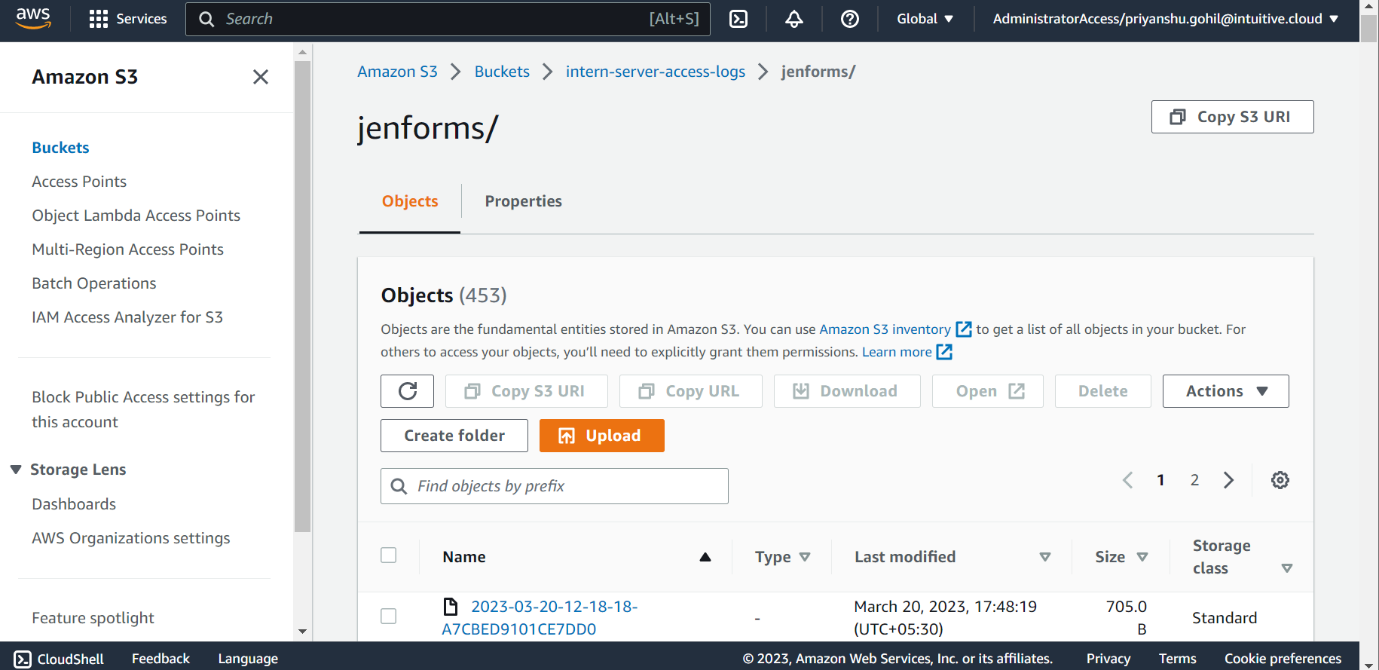 aws Services Search [Alt+S] Global AdministratorAccess/priyanshu.gohil@intuitive.cloud
Amazon S3
Buckets
Access Points
Object Lambda Access Points
Multi-Region Access Points
Batch Operations
IAM Access Analyzer for S3
Block Public Access settings for
this account
Storage Lens
Dashboards
AWS Organizations settings
Feature spotlight
Amazon S3 > Buckets > intern-server-access-logs > jenforms/
jenforms/
Copy S3 URI
Objects Properties
Objects (453)
Objects are the fundamental entities stored in Amazon S3. You can use Amazon S3 inventory to get a list of all objects in your bucket. For
others to access your objects, you'll need to explicitly grant them permissions. Learn more
Copy S3 URI Copy URL Download Open Delete Actions
Create folder Upload
Find objects by prefix
1 2
Name Type Last modified Size Storage
class
2023-03-20-12-18-18- - March 20, 2023, 17:48:19 705.0 Standard
A7CBED9101CE7DD0 (UTC+05:30) B
CloudShell Feedback Language © 2023, Amazon Web Services, Inc. or its affiliates. Privacy Terms Cookie preferences